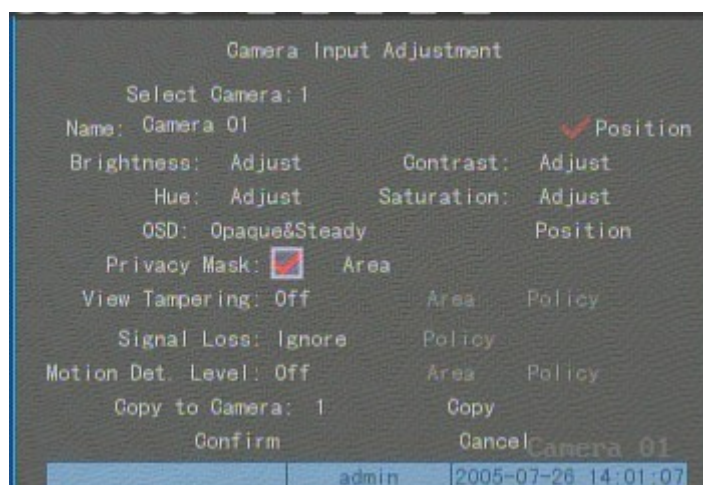 Camera Input Adjustment
Select Camera:1
Name: Camera 01 Position
Brightness: Adjust Contrast: Adjust
Hue: Adjust Saturation: Adjust
OSD: Opaque&Steady Position
Privacy Mask: Area
View Tampering: Off Area Policy
Signal Loss: Ignore Policy
Motion Det. Level: Off Area Policy
Copy to Camera: 1 Copy
Confirm Cancel
Camera 01
admin 2005-07-26 14:01:07